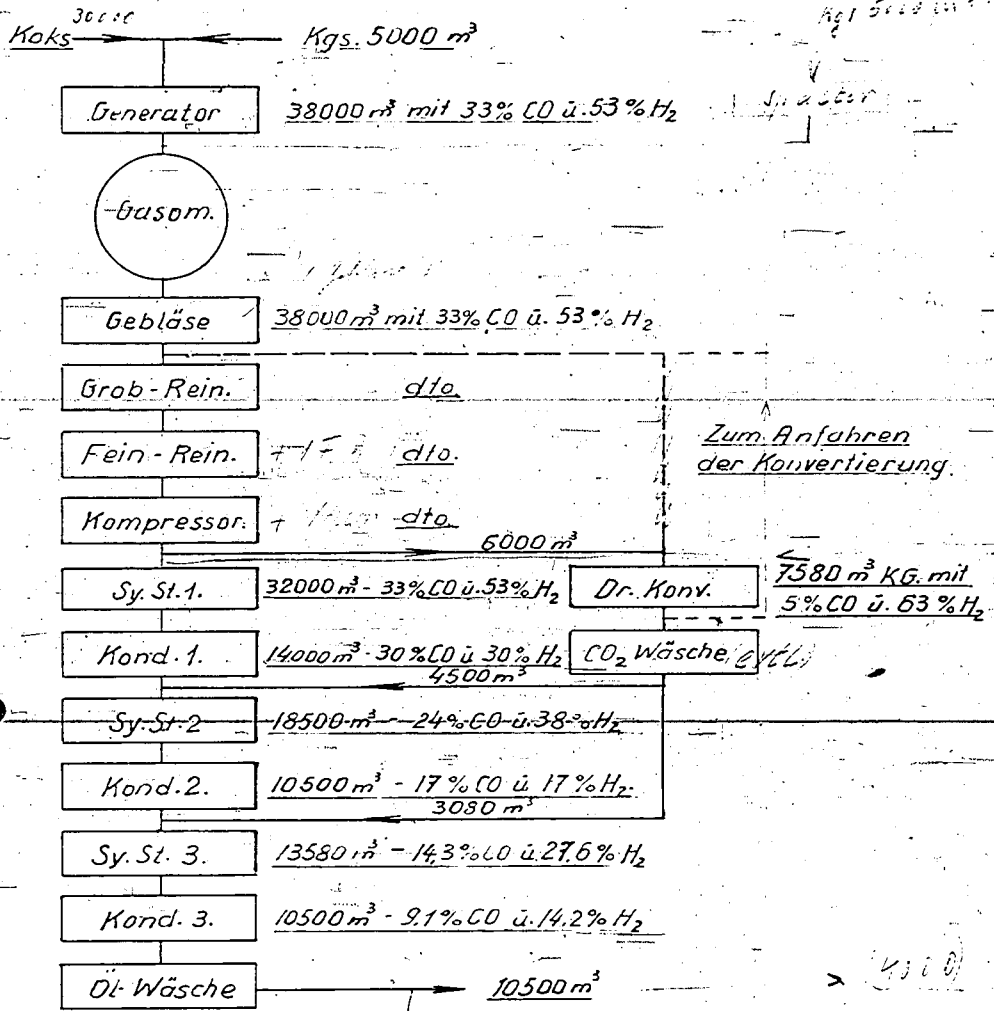 Koks
Kgs. 5000 m³
Generator
38000 m³ mit 33% CO u. 53% H₂
Gasom.
Gebläse
38000 m³ mit 33% CO u. 53% H₂
Grob-Rein.
dto.
Fein-Rein.
dto.
Zum Anfahren
der Konvertierung.
Kompressor.
dto.
6000 m³
Sy. St. 1.
32000 m³ - 33% CO u. 53% H₂
Dr. Konv.
7580 m³ KG. mit
5% CO u. 63% H₂
Kond. 1.
14000 m³ - 30% CO u. 30% H₂
CO₂ Wäsche
4500 m³
Sy. St. 2
18500 m³ - 24% CO u. 38% H₂
Kond. 2.
10500 m³ - 17% CO u. 17% H₂.
3080 m³
Sy. St. 3.
13580 m³ - 14,3% CO u. 27,6% H₂
Kond. 3.
10500 m³ - 9.1% CO u. 14.2% H₂
Öl-Wäsche
10500 m³